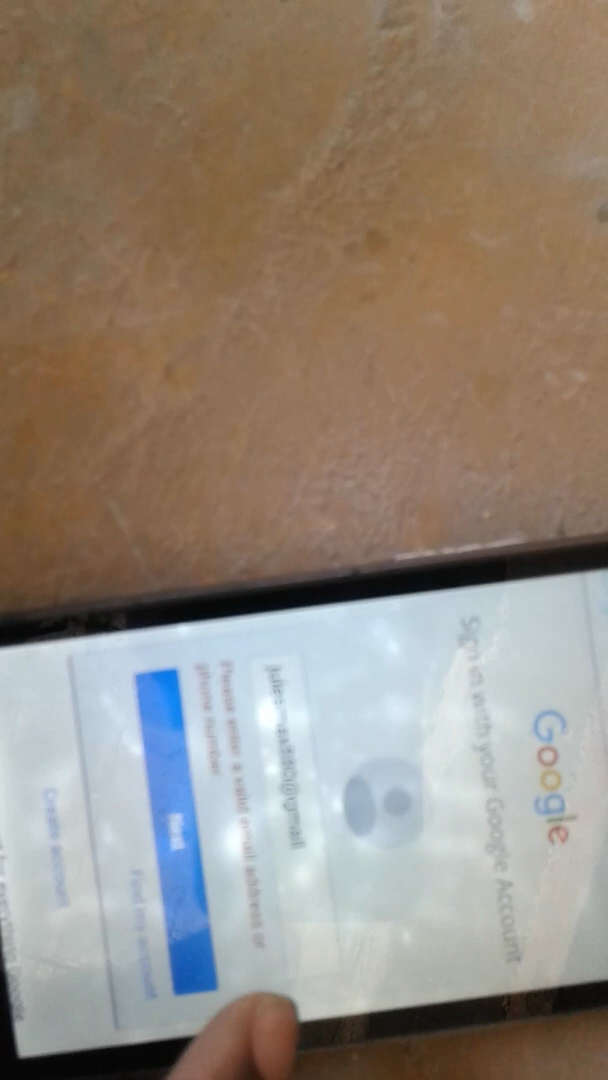 Google
Sign in with your Google Account
Please enter a valid email address or
phone number
Next
Find my account
Create account